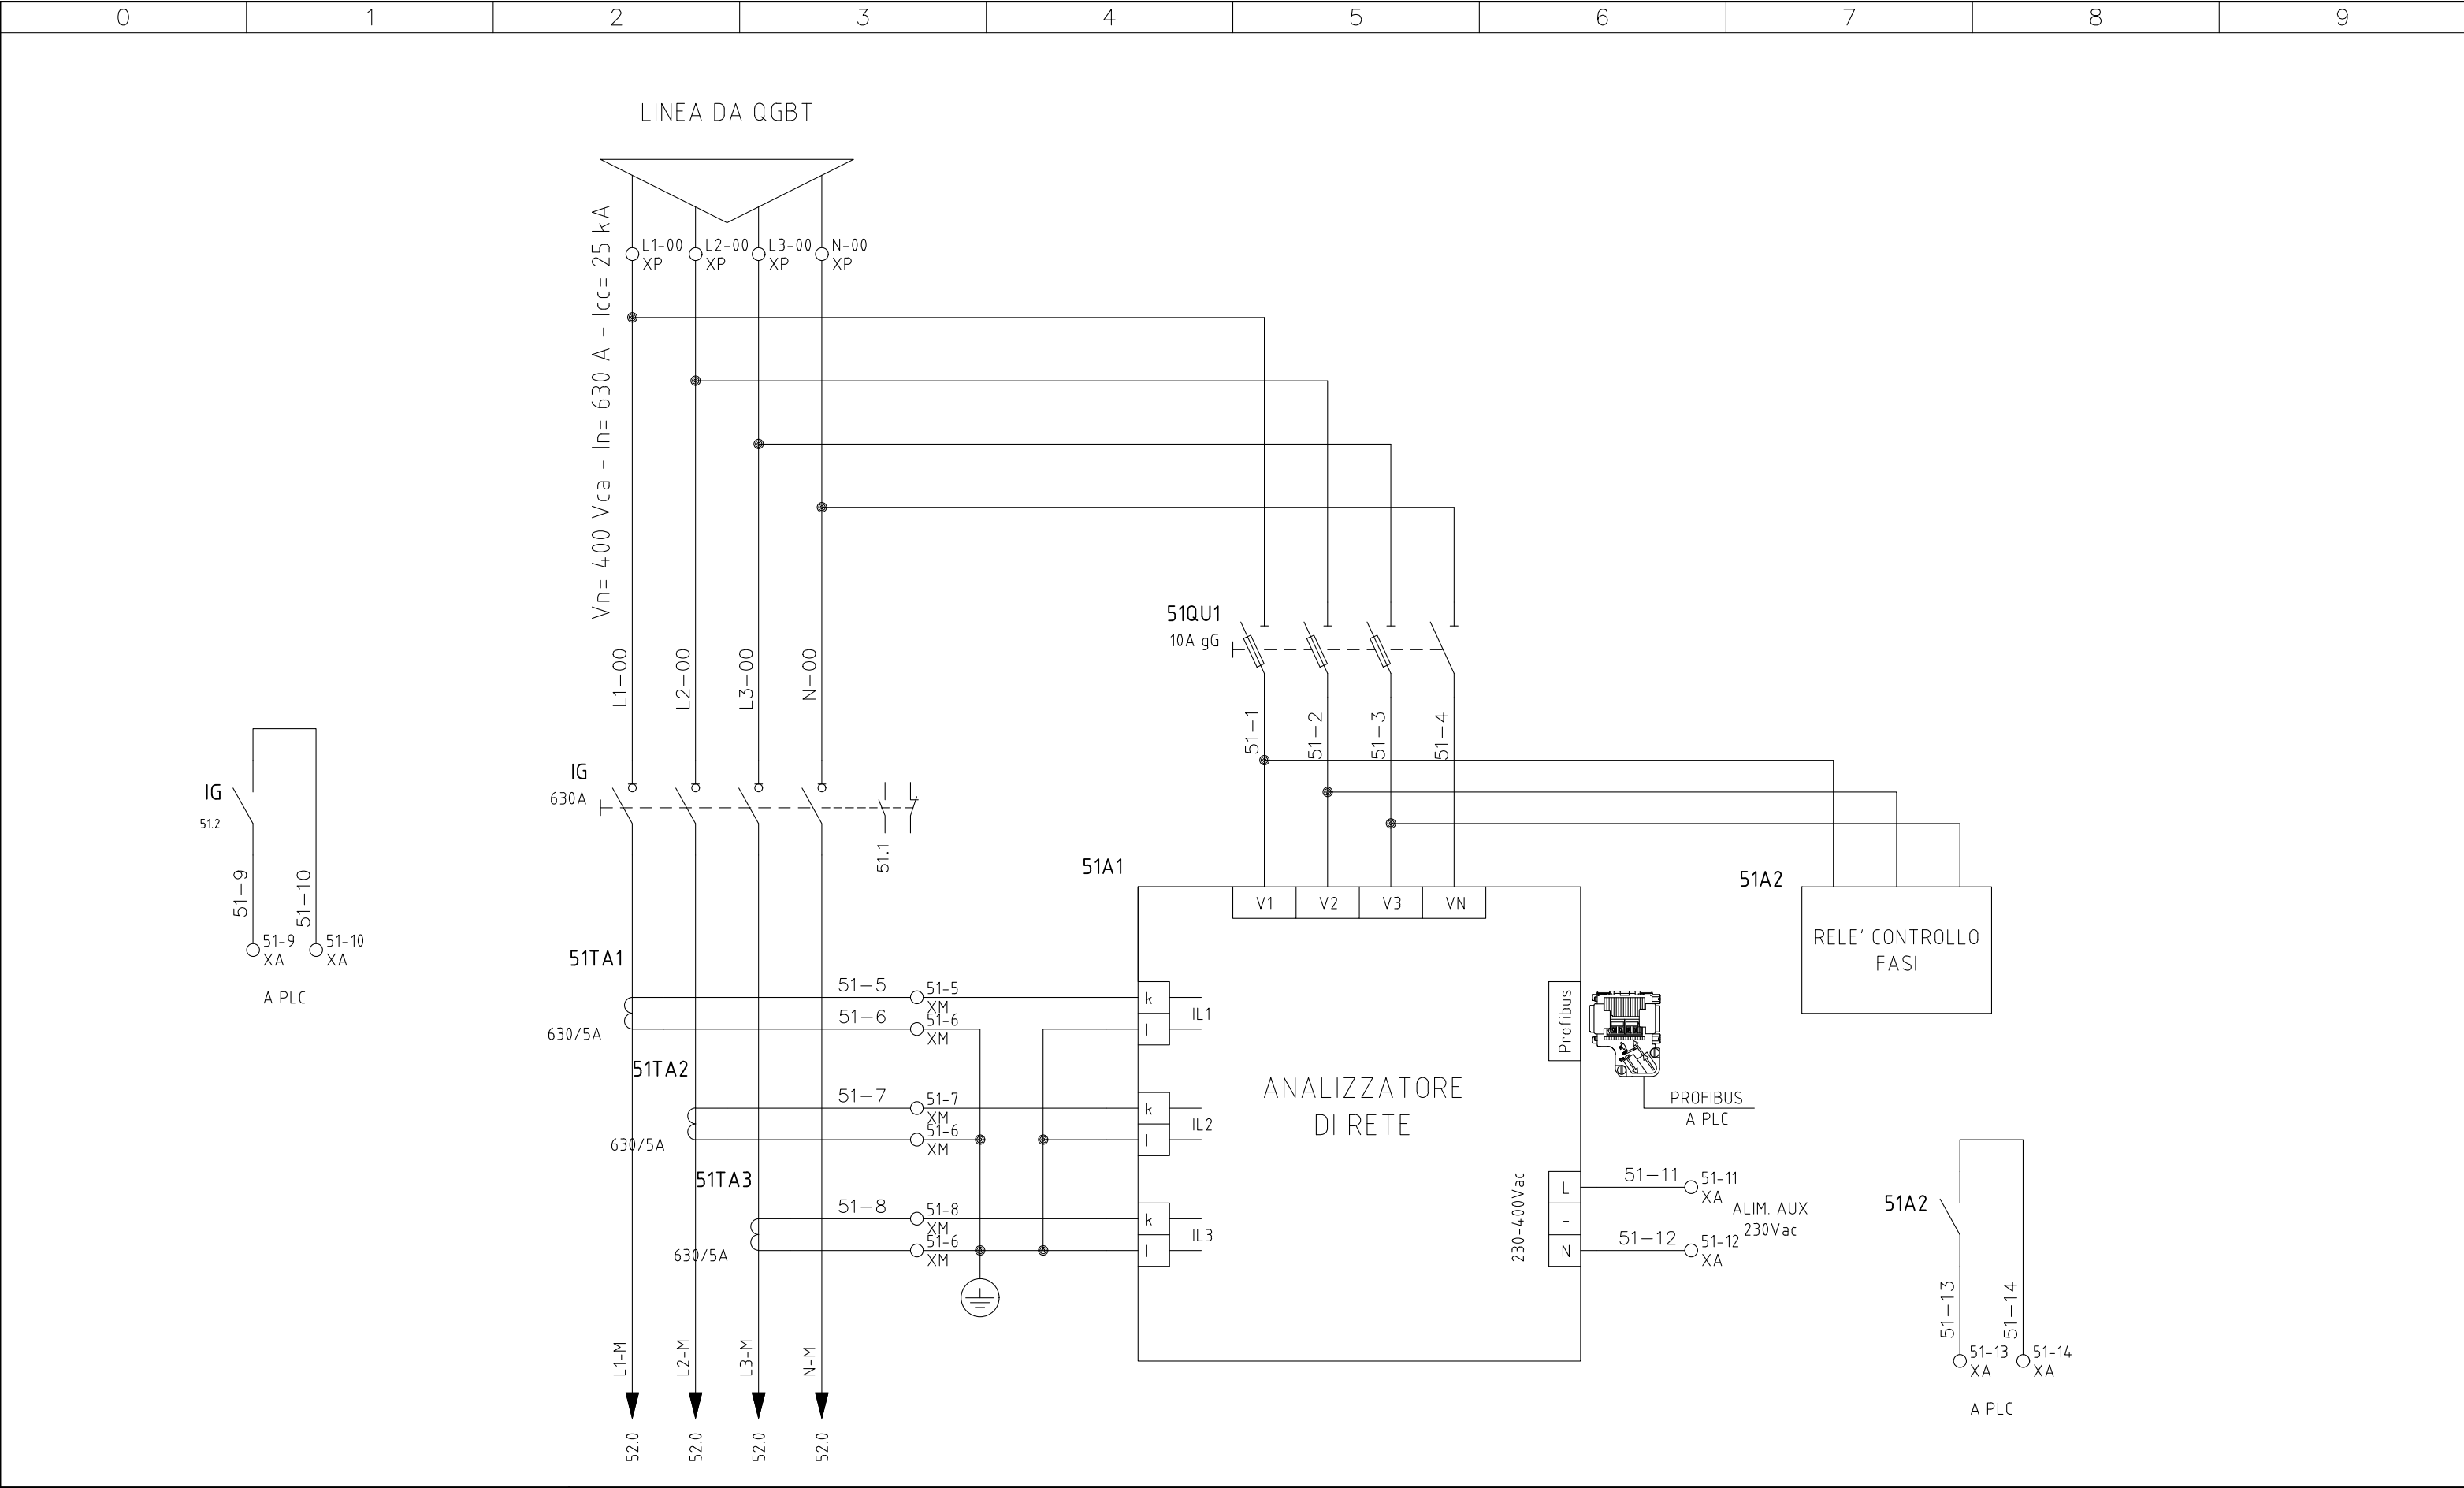 0 1 2 3 4 5 6 7 8 9
LINEA DA QGBT
Vn= 400 Vca - In= 630 A - Icc= 25 kA
L1-00
XP
L2-00
XP
L3-00
XP
N-00
XP
L1-00
L2-00
L3-00
N-00
51QU1
10A gG
51-1
51-2
51-3
51-4
IG
51.2
51-9
51-10
51-9
XA
51-10
XA
A PLC
IG
630A
51.1
51A1
V1 V2 V3 VN
51A2
RELE' CONTROLLO
FASI
51TA1
630/5A
51-5
51-5
XM
51-6
51-6
XM
k
l
IL1
51TA2
630/5A
51-7
51-7
XM
51-6
XM
k
l
IL2
51TA3
630/5A
51-8
51-8
XM
51-6
XM
k
l
IL3
ANALIZZATORE
DI RETE
Profibus
PROFIBUS
A PLC
230-400Vac
L
-
N
51-11
51-11
XA
51-12
51-12
XA
ALIM. AUX
230Vac
51A2
51-13
51-14
51-13
XA
51-14
XA
A PLC
L1-M
L2-M
L3-M
N-M
52.0
52.0
52.0
52.0